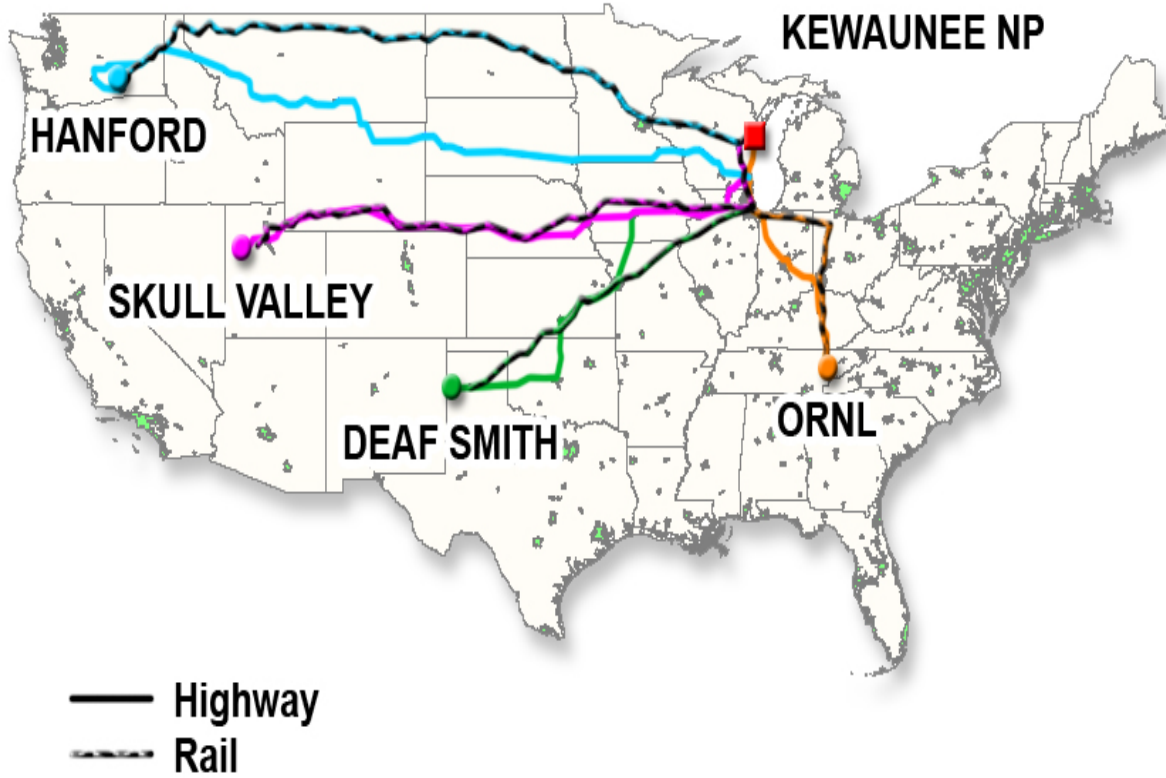 KEWAUNEE NP
HANFORD
SKULL VALLEY
DEAF SMITH
ORNL
Highway
Rail